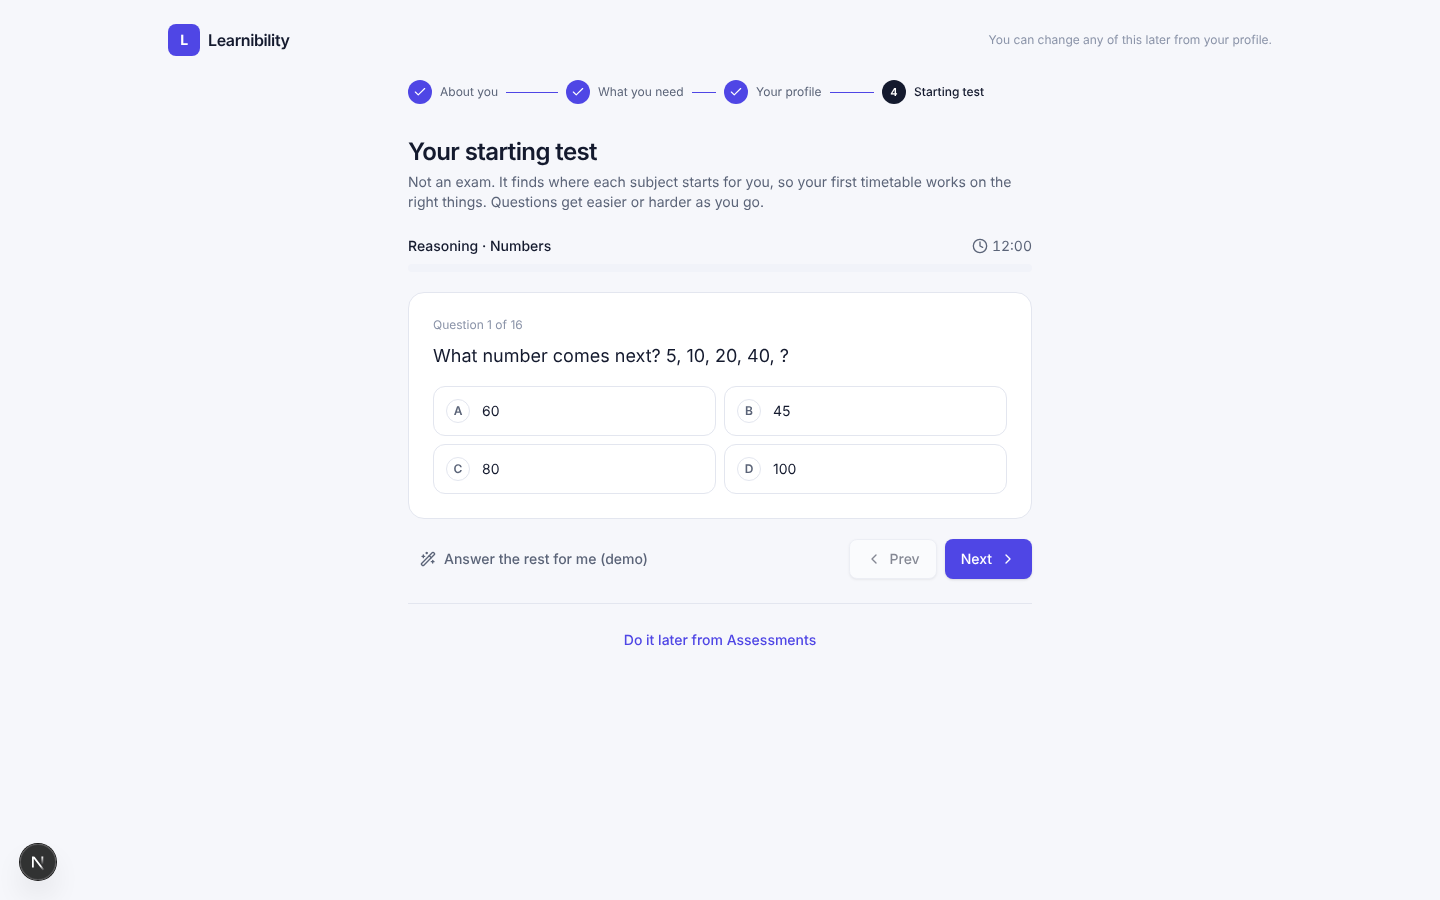 L Learnibility
You can change any of this later from your profile.
About you
What you need
Your profile
4 Starting test
Your starting test
Not an exam. It finds where each subject starts for you, so your first timetable works on the
right things. Questions get easier or harder as you go.
Reasoning · Numbers
12:00
Question 1 of 16
What number comes next? 5, 10, 20, 40, ?
A 60
B 45
C 80
D 100
Answer the rest for me (demo)
Prev
Next
Do it later from Assessments
N